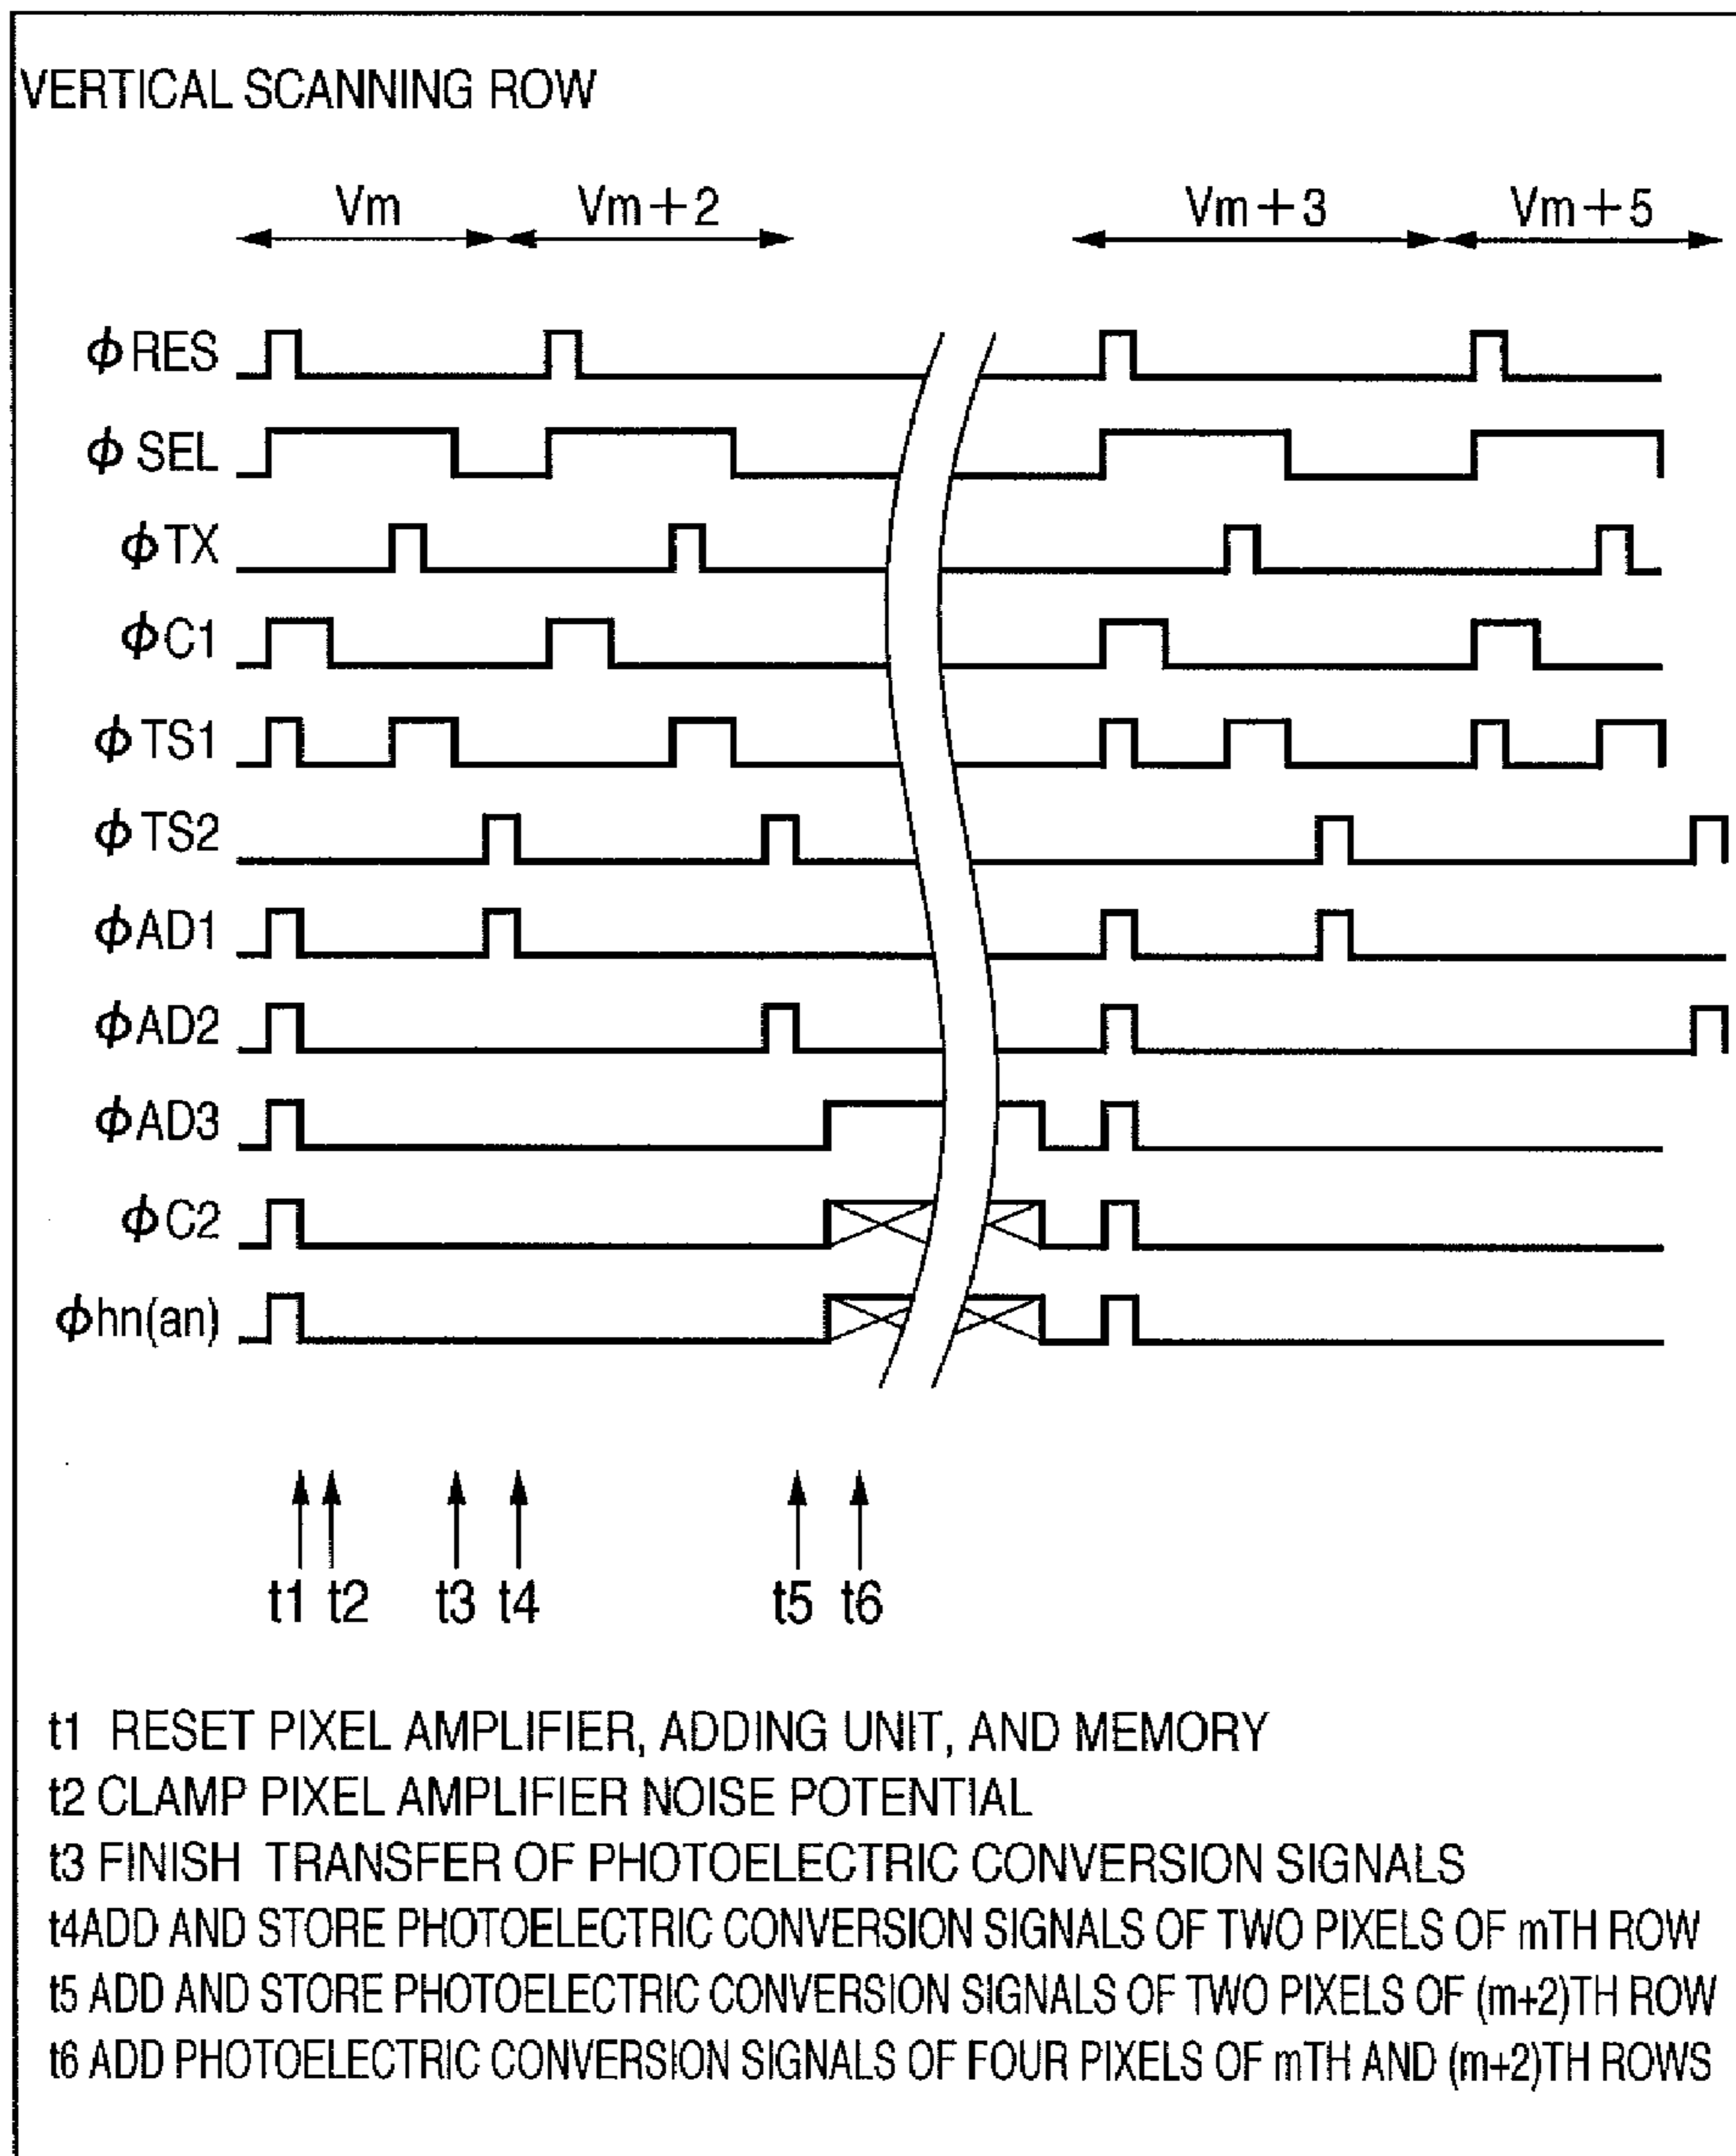 VERTICAL SCANNING ROW
Vm Vm+2 Vm+3 Vm+5
ϕRES
ϕSEL
ϕTX
ϕC1
ϕTS1
ϕTS2
ϕAD1
ϕAD2
ϕAD3
ϕC2
ϕhn(an)
t1 t2 t3 t4 t5 t6
t1 RESET PIXEL AMPLIFIER, ADDING UNIT, AND MEMORY
t2 CLAMP PIXEL AMPLIFIER NOISE POTENTIAL
t3 FINISH TRANSFER OF PHOTOELECTRIC CONVERSION SIGNALS
t4ADD AND STORE PHOTOELECTRIC CONVERSION SIGNALS OF TWO PIXELS OF mTH ROW
t5 ADD AND STORE PHOTOELECTRIC CONVERSION SIGNALS OF TWO PIXELS OF (m+2)TH ROW
t6 ADD PHOTOELECTRIC CONVERSION SIGNALS OF FOUR PIXELS OF mTH AND (m+2)TH ROWS